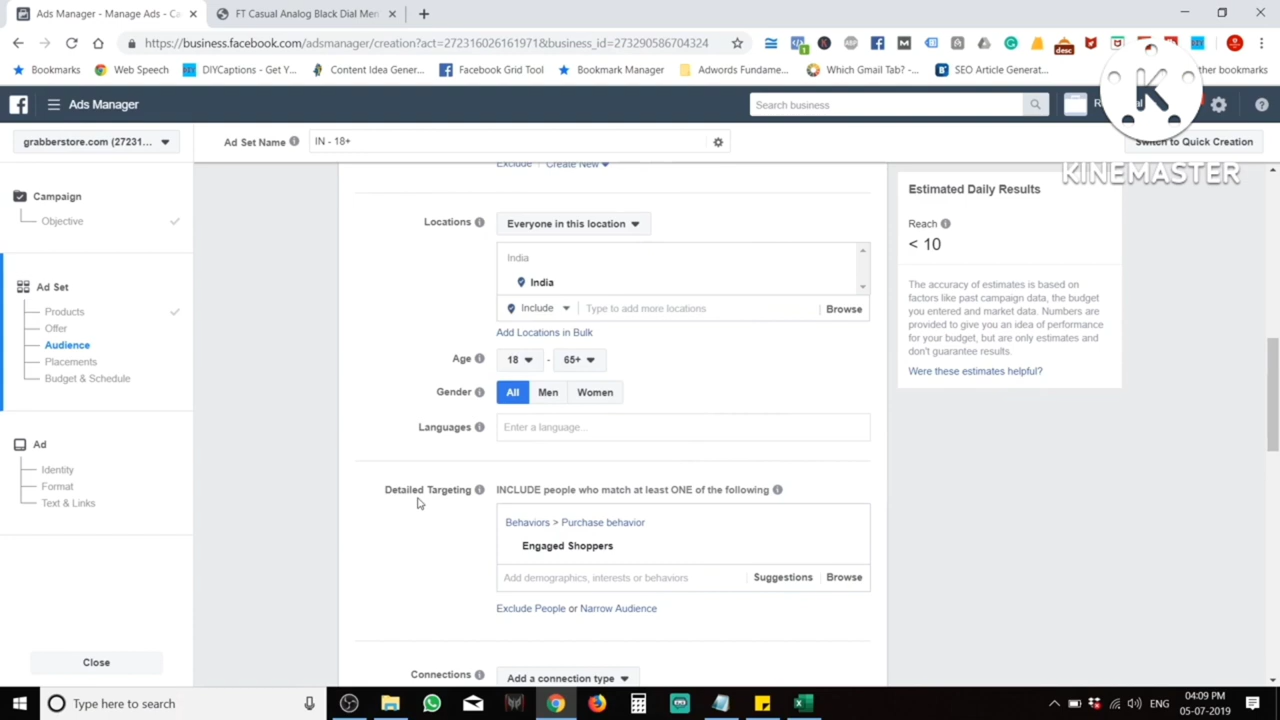 Ads Manager - Manage Ads - C
FT Casual Analog Black Dial Men
https://business.facebook.com/adsmanager/creation?act=272316026161971&business_id=273290586704324
Bookmarks
Web Speech
DIYCaptions - Get Y...
Content Idea Gener...
Facebook Grid Tool
Bookmark Manager
Adwords Fundame...
Which Gmail Tab? -...
SEO Article Generat...
other bookmarks
desc
K
KINEMASTER
Ads Manager
Search business
grabberstore.com (27231...
Ad Set Name
IN - 18+
Switch to Quick Creation
Campaign
Objective
Ad Set
Products
Offer
Audience
Placements
Budget & Schedule
Ad
Identity
Format
Text & Links
Close
Exclude Create New
Locations
Everyone in this location
India
India
Include
Type to add more locations
Browse
Add Locations in Bulk
Age
18 - 65+
Gender
All Men Women
Languages
Enter a language...
Detailed Targeting
INCLUDE people who match at least ONE of the following
Behaviors > Purchase behavior
Engaged Shoppers
Add demographics, interests or behaviors
Suggestions
Browse
Exclude People or Narrow Audience
Connections
Add a connection type
Estimated Daily Results
Reach
< 10
The accuracy of estimates is based on
factors like past campaign data, the budget
you entered and market data. Numbers are
provided to give you an idea of performance
for your budget, but are only estimates and
don't guarantee results.
Were these estimates helpful?
Type here to search
ENG
04:09 PM
05-07-2019